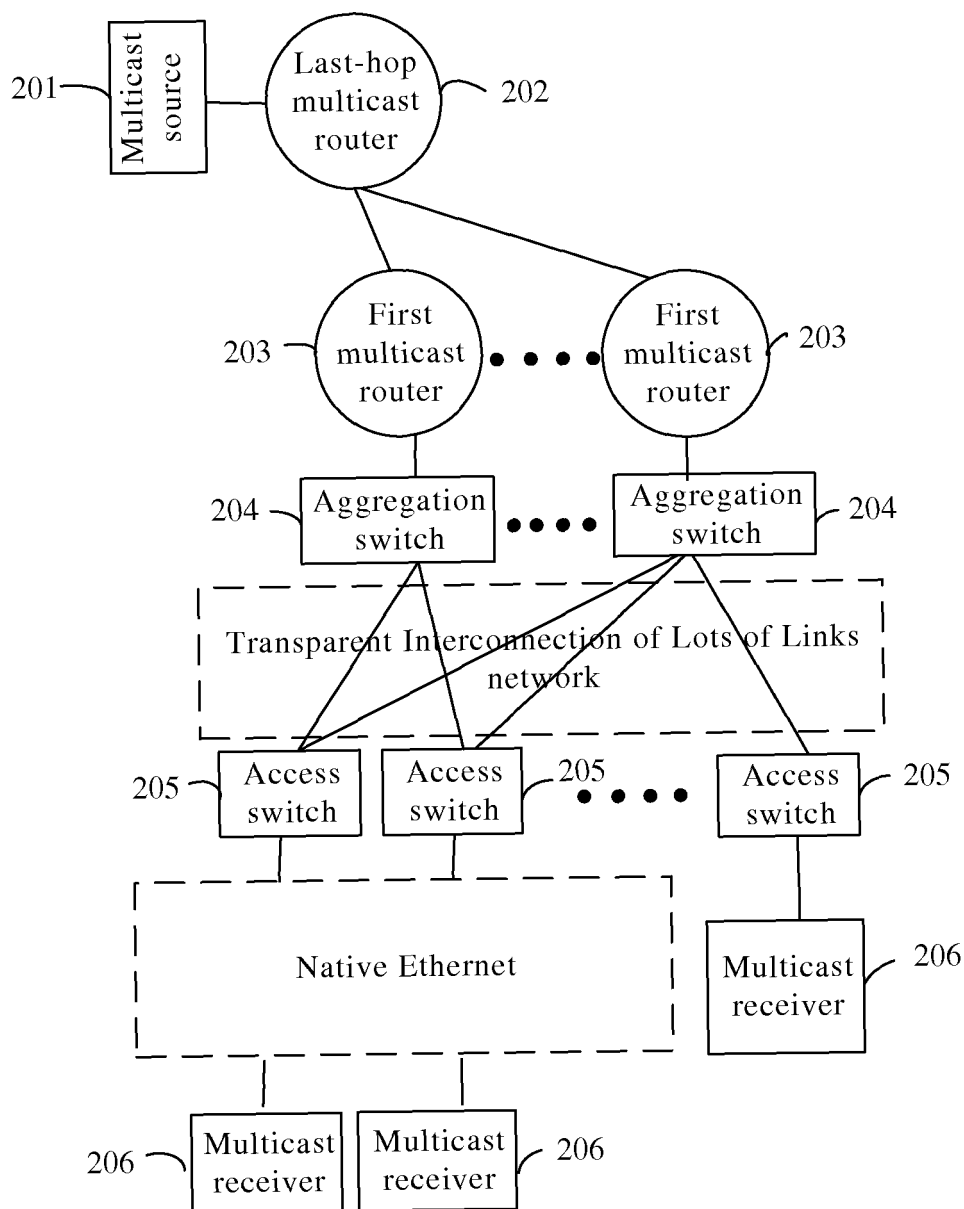 201
Multicast
source
Last-hop
multicast
router
202
203
First
multicast
router
First
multicast
router
203
204
Aggregation
switch
Aggregation
switch
204
Transparent Interconnection of Lots of Links
network
205
Access
switch
Access
switch
205
Access
switch
205
Native Ethernet
Multicast
receiver
206
206
Multicast
receiver
Multicast
receiver
206